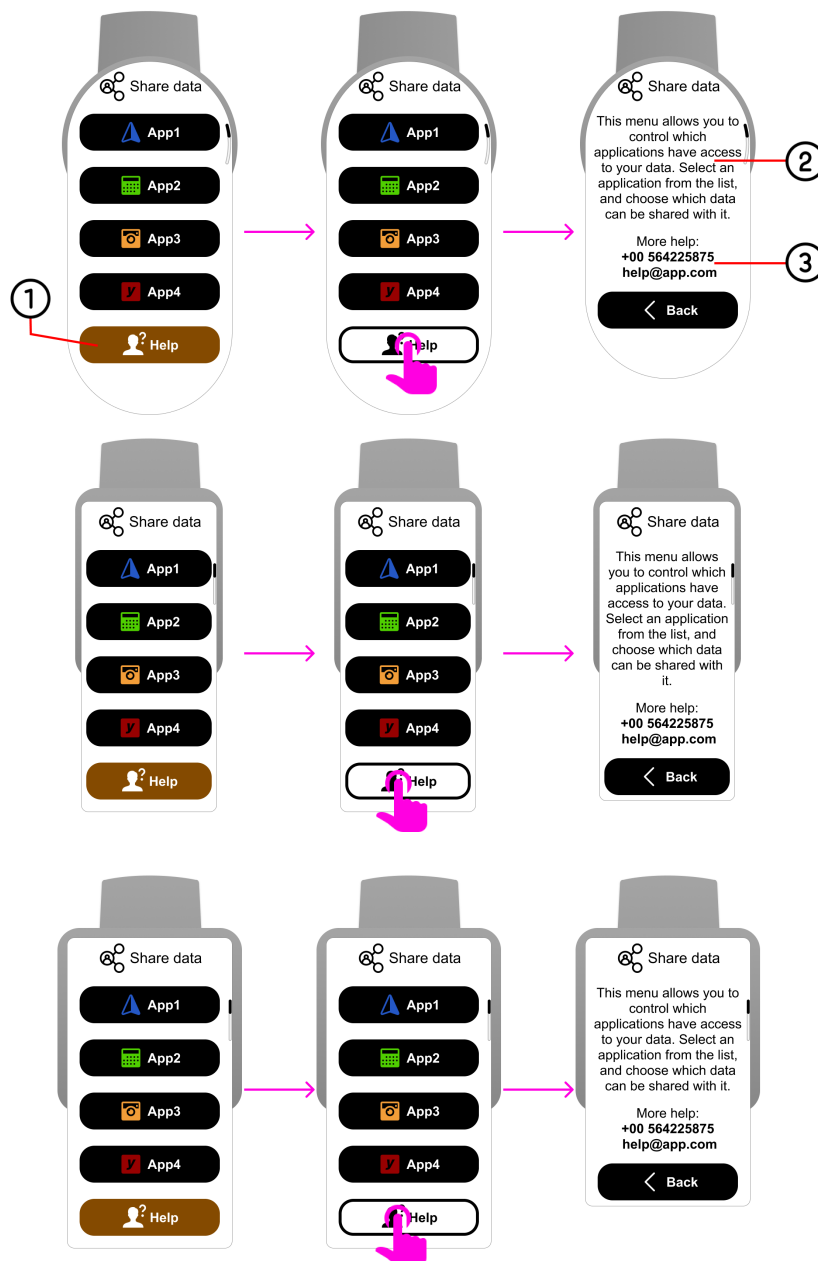 Share data
App1
App2
App3
App4
Help
1
Share data
App1
App2
App3
App4
Help
Share data
This menu allows you to
control which
applications have access
to your data. Select an
application from the list,
and choose which data
can be shared with it.
More help:
+00 564225875
help@app.com
Back
2
3
Share data
App1
App2
App3
y App4
? Help
Share data
App1
App2
App3
y App4
Help
Share data
This menu allows
you to control which
applications have
access to your data.
Select an application
from the list, and
choose which data
can be shared with
it.
More help:
+00 564225875
help@app.com
Back
Share data
App1
App2
App3
y App4
? Help
Share data
App1
App2
App3
y App4
Help
Share data
This menu allows you to
control which
applications have access
to your data. Select an
application from the list,
and choose which data
can be shared with it.
More help:
+00 564225875
help@app.com
Back